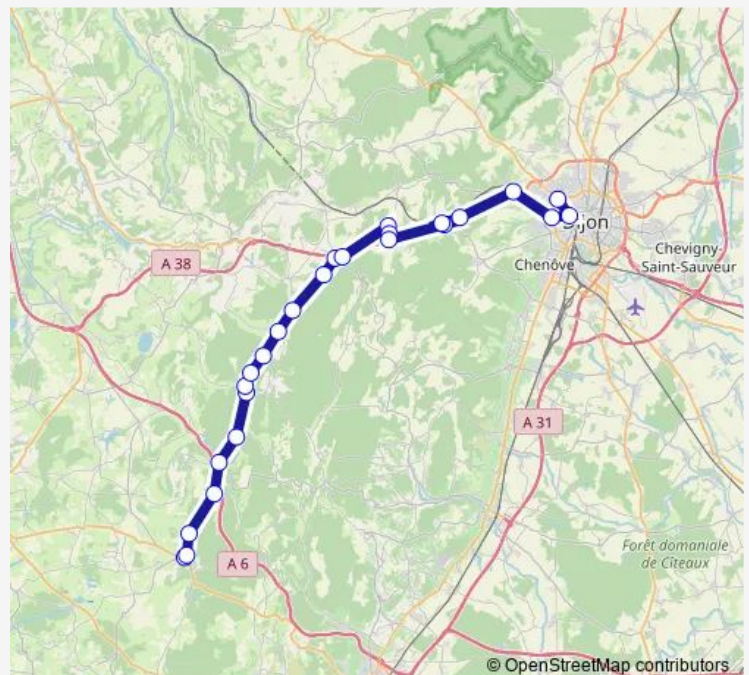 Dijon
Chevigny-
Saint-Sauveur
Chenôve
A 38
A 31
Forêt domaniale
de Cîteaux
A 6
© OpenStreetMap contributors